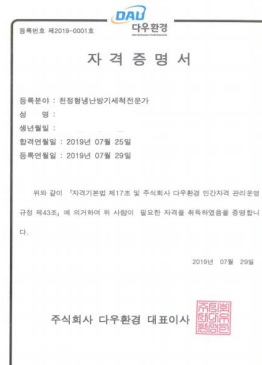 DAU
다우환경
등록번호 제2019-0001호
자격증명서
등록분야 : 천정형냉난방기세척전문가
성 명 :
생년월일 :
합격연월일 : 2019년 07월 25일
등록연월일 : 2019년 07월 29일
위와 같이 「자격기본법 제17조 및 주식회사 다우환경 민간자격 관리운영
규정 제43조」에 의거하여 위 사람이 필요한 자격을 취득하였음을 증명합니
다.
2019년 07월 29일
주식회사 다우환경 대표이사